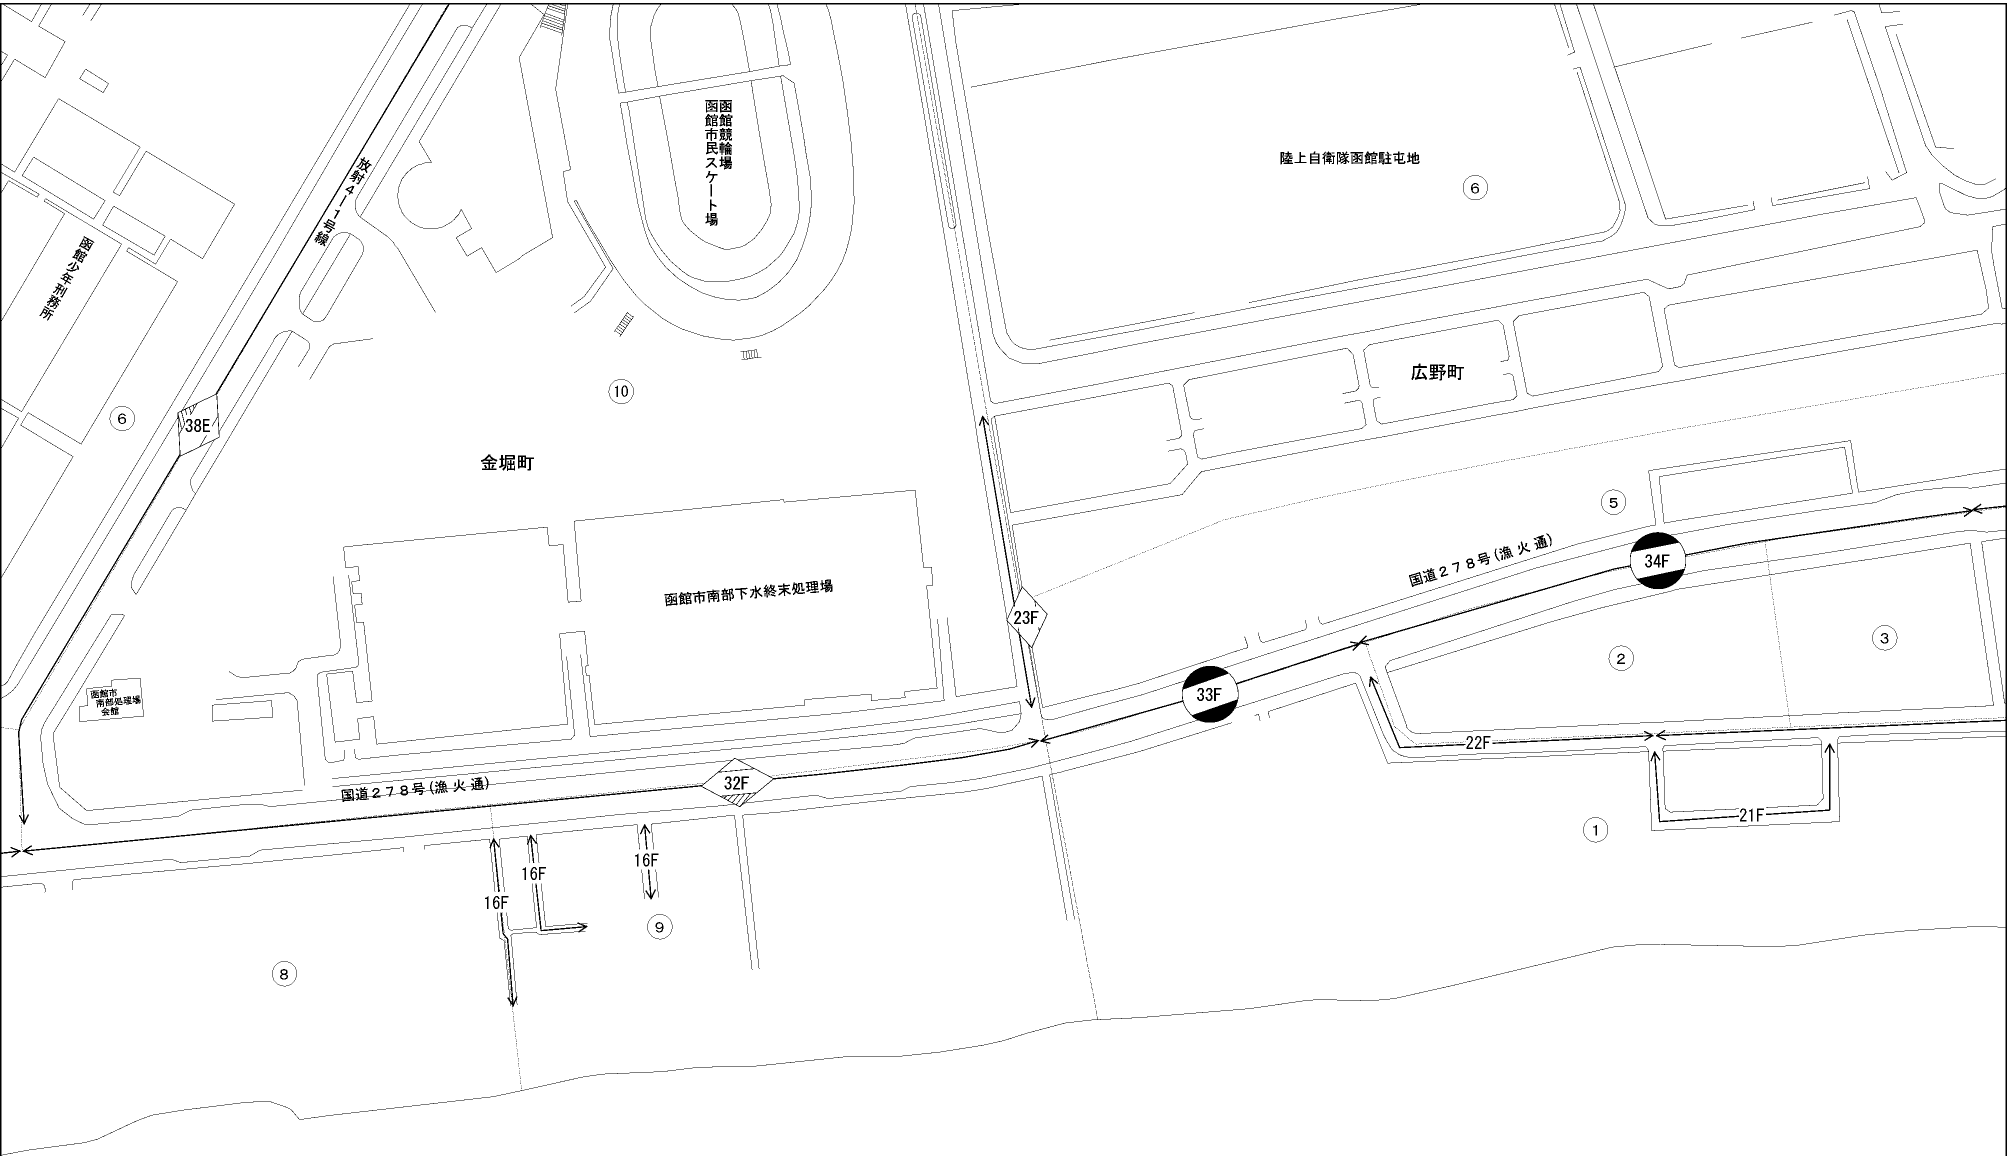 函館競輪場
函館市民スケート場
陸上自衛隊函館駐屯地
⑥
放射4-1号線
函館少年刑務所
広野町
⑩
⑥
38E
金堀町
⑤
国道278号(漁火通)
34F
函館市南部下水終末処理場
23F
③
②
函館市
南部処理場
会館
33F
22F
32F
国道278号(漁火通)
21F
①
16F
16F
16F
⑨
⑧